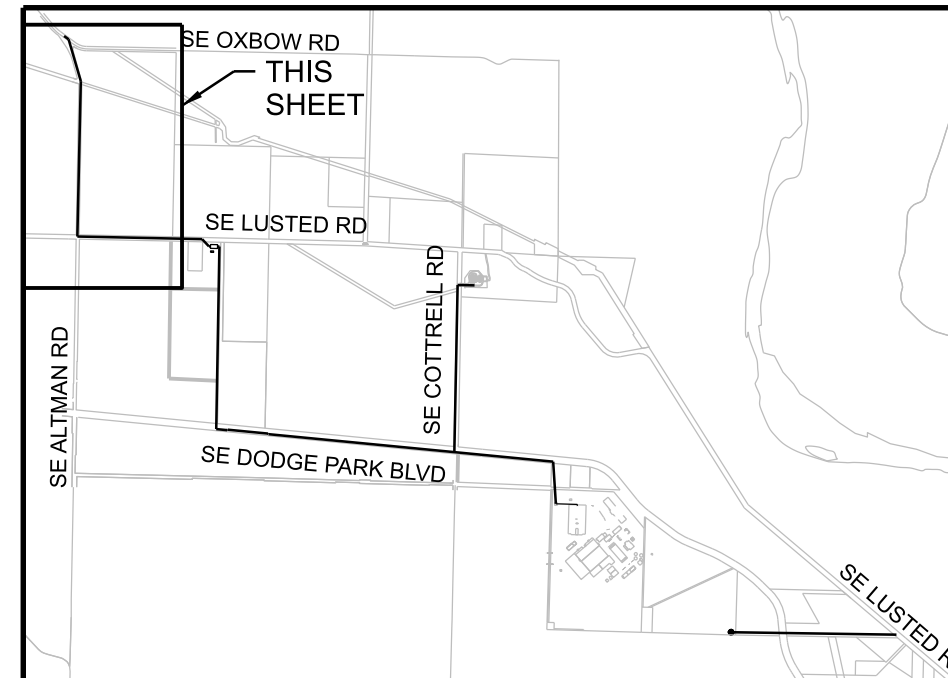 SE OXBOW RD
THIS
SHEET
SE LUSTED RD
SE COTTRELL RD
SE ALTMAN RD
SE DODGE PARK BLVD
SE LUSTED R